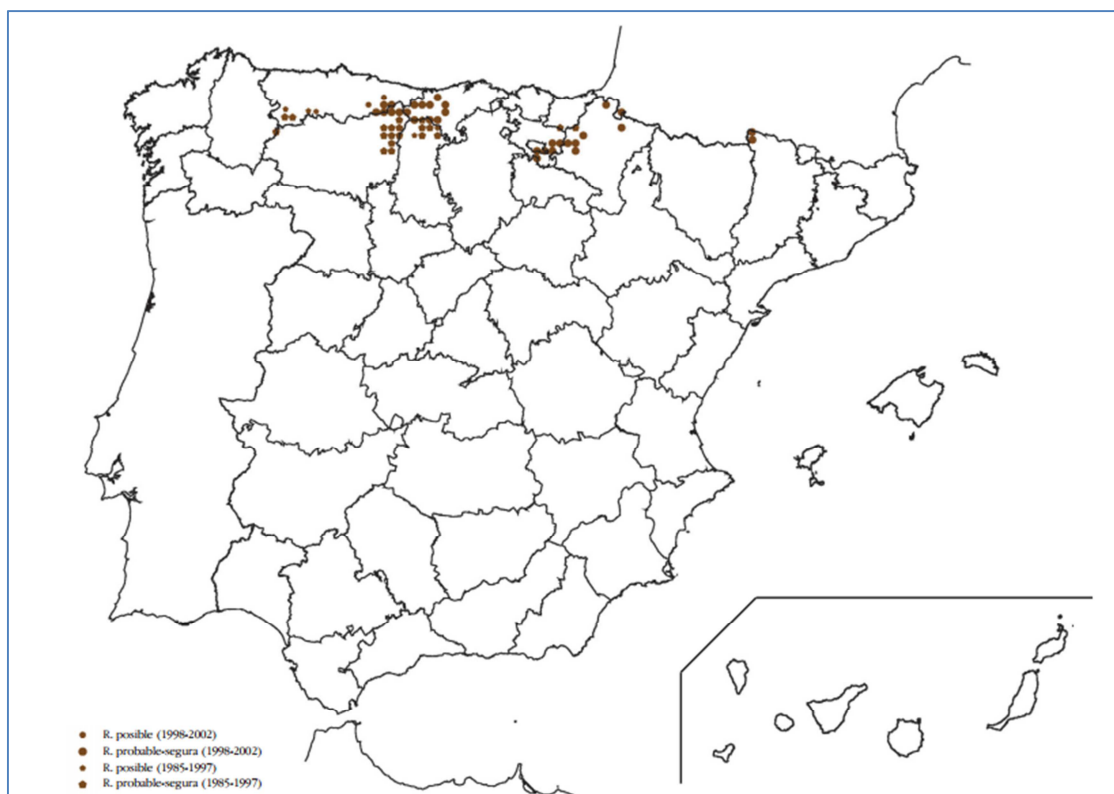 R. posible (1998-2002)
R. probable-segura (1998-2002)
R. posible (1985-1997)
R. probable-segura (1985-1997)